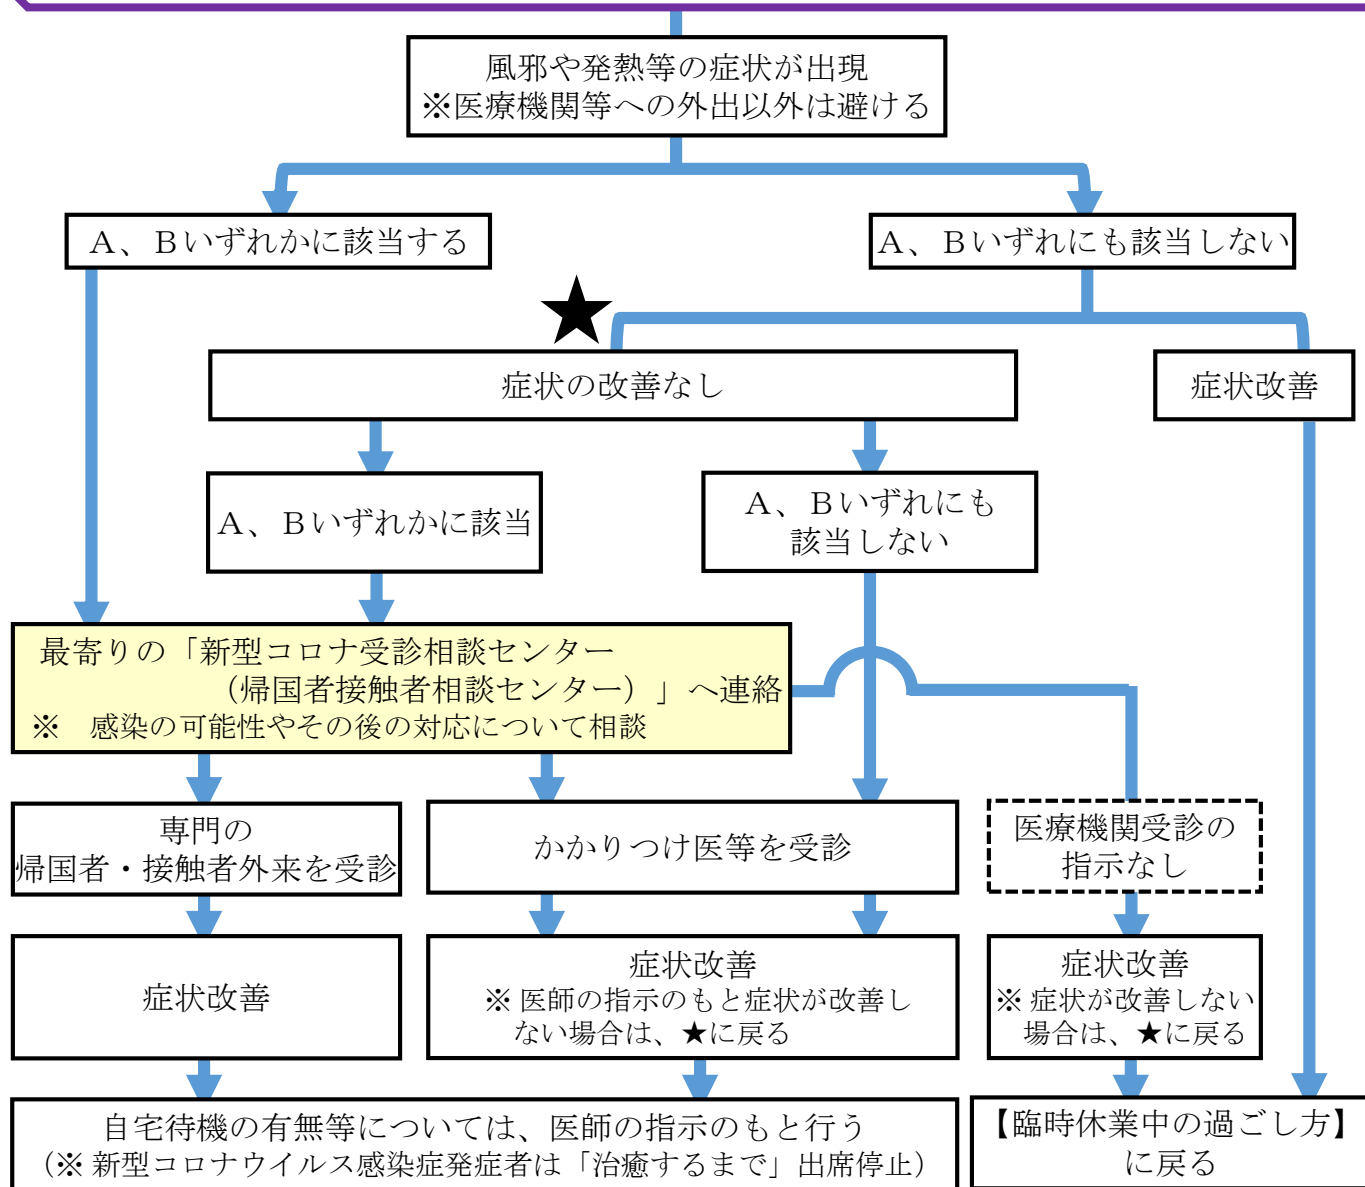 風邪や発熱等の症状が出現
※医療機関等への外出以外は避ける
A、Bいずれかに該当する
A、Bいずれにも該当しない
★
症状の改善なし
症状改善
A、Bいずれかに該当
A、Bいずれにも
該当しない
最寄りの「新型コロナ受診相談センター
(帰国者接触者相談センター)」へ連絡
※ 感染の可能性やその後の対応について相談
専門の
帰国者・接触者外来を受診
かかりつけ医等を受診
医療機関受診の
指示なし
症状改善
症状改善
※ 医師の指示のもと症状が改善し
ない場合は、★に戻る
症状改善
※ 症状が改善しない
場合は、★に戻る
自宅待機の有無等については、医師の指示のもと行う
(※ 新型コロナウイルス感染症発症者は「治癒するまで」出席停止)
【臨時休業中の過ごし方】
に戻る